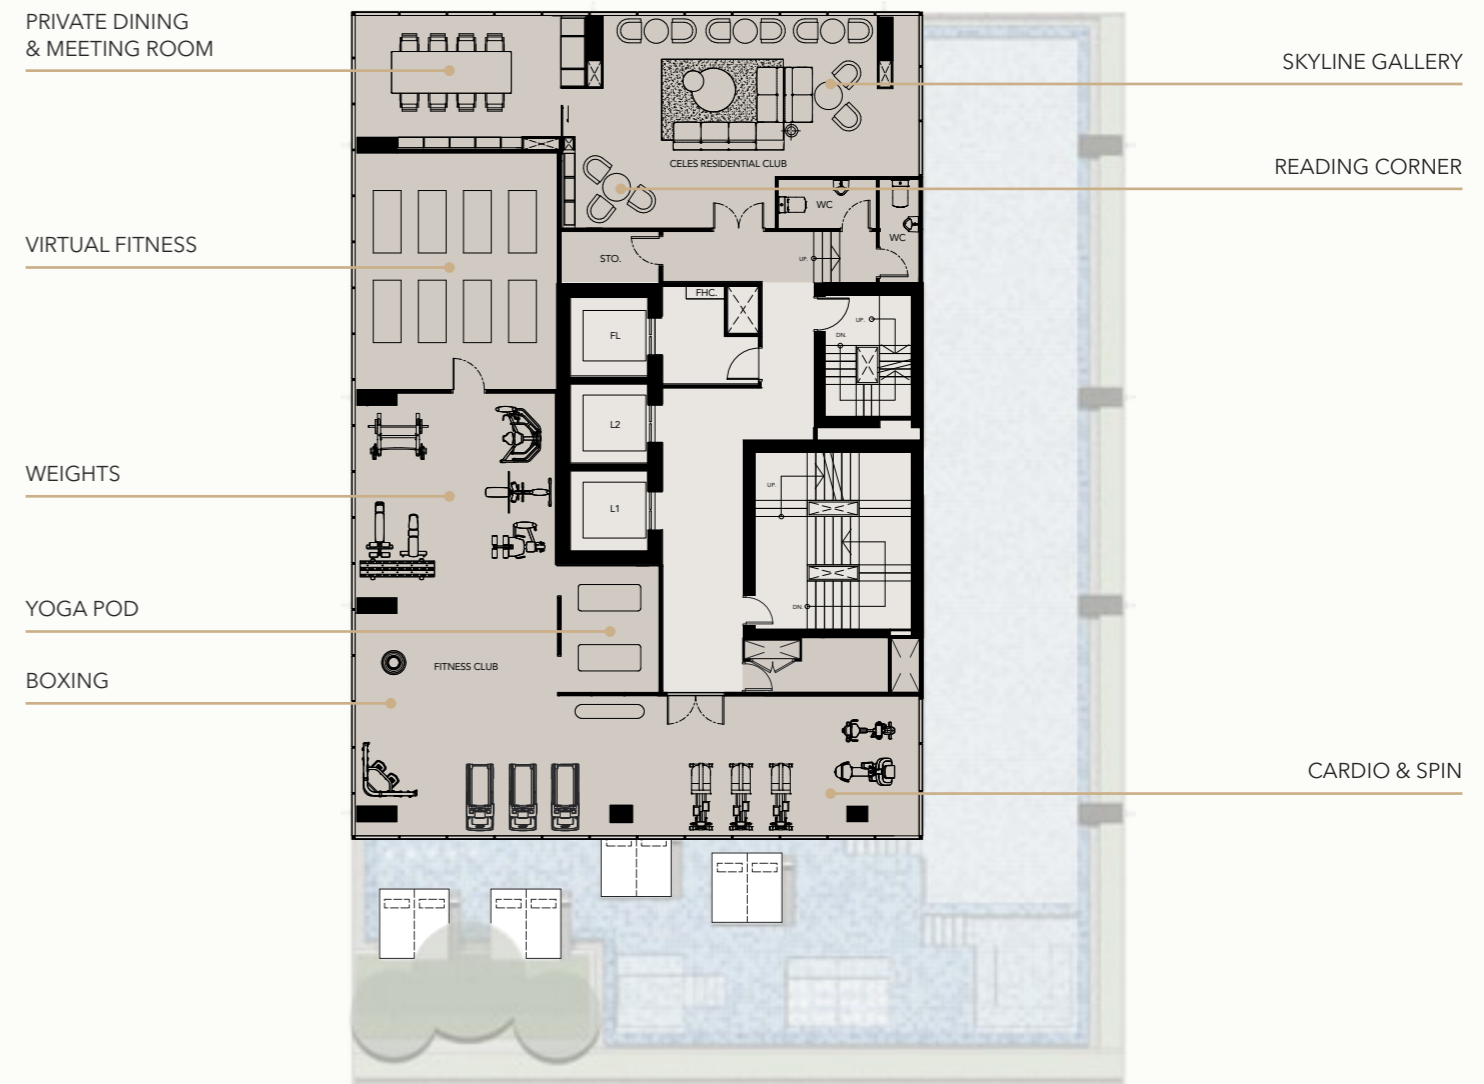 PRIVATE DINING
& MEETING ROOM
SKYLINE GALLERY
CELES RESIDENTIAL CLUB
READING CORNER
WC
WC
VIRTUAL FITNESS
STO.
UP.
FHC.
X
FL
UP.
DN.
L2
WEIGHTS
UP.
L1
YOGA POD
DN.
FITNESS CLUB
BOXING
CARDIO & SPIN